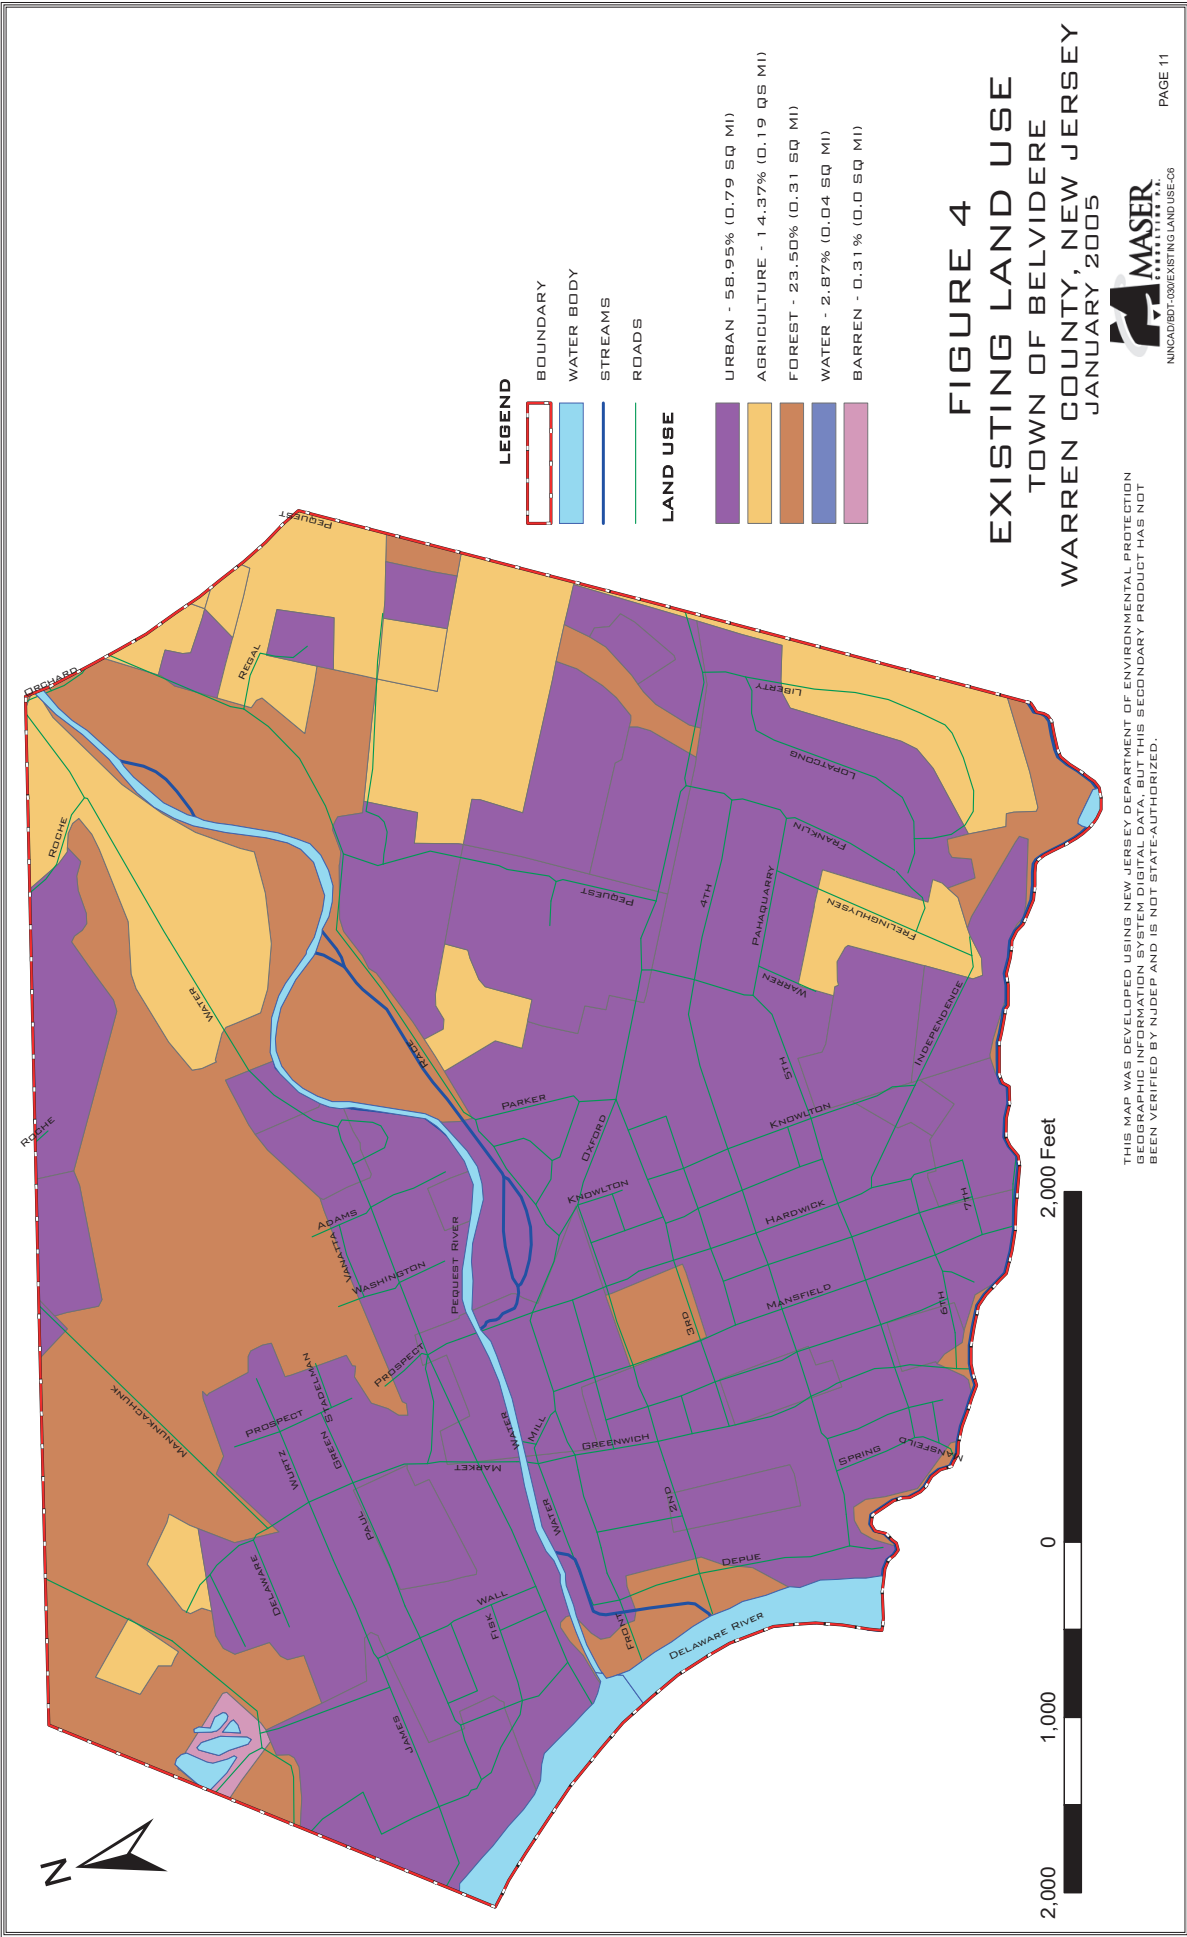 LEGEND
BOUNDARY
WATER BODY
STREAMS
ROADS
LAND USE
URBAN - 58.95% (0.79 SQ MI)
AGRICULTURE - 14.37% (0.19 QS MI)
FOREST - 23.50% (0.31 SQ MI)
WATER - 2.87% (0.04 SQ MI)
BARREN - 0.31% (0.0 SQ MI)
FIGURE 4
EXISTING LAND USE
TOWN OF BELVIDERE
WARREN COUNTY, NEW JERSEY
JANUARY 2005
MASER
CONSULTING P.A.
NJNCAD/BDT-030/EXISTING LAND USE-C6
PAGE 11
THIS MAP WAS DEVELOPED USING NEW JERSEY DEPARTMENT OF ENVIRONMENTAL PROTECTION
GEOGRAPHIC INFORMATION SYSTEM DIGITAL DATA, BUT THIS SECONDARY PRODUCT HAS NOT
BEEN VERIFIED BY NJDEP AND IS NOT STATE-AUTHORIZED.
2,000
1,000
0
2,000 Feet
N
ORCHARD
PEQUEST
REGAL
ROCHE
WATER
ROCHE
MANUNKACHUNK
RACE
PEQUEST
LIBERTY
LOPATCONG
FRANKLIN
FRELINGHUYSEN
4TH
PAHAQUARRY
WARREN
5TH
INDEPENDENCE
PARKER
OXFORD
KNOWLTON
KNOWLTON
HARDWICK
7TH
MANSFIELD
6TH
3RD
ADAMS
VANATTA
WASHINGTON
PEQUEST RIVER
PROSPECT
STADELMAN
GREEN
PROSPECT
WURTZ
PAUL
MARKET
WATER
MILL
GREENWICH
SPRING
ANSFEILD
2ND
WATER
DEPUE
DELAWARE
WALL
FISK
FRONT
DELAWARE RIVER
JAMES